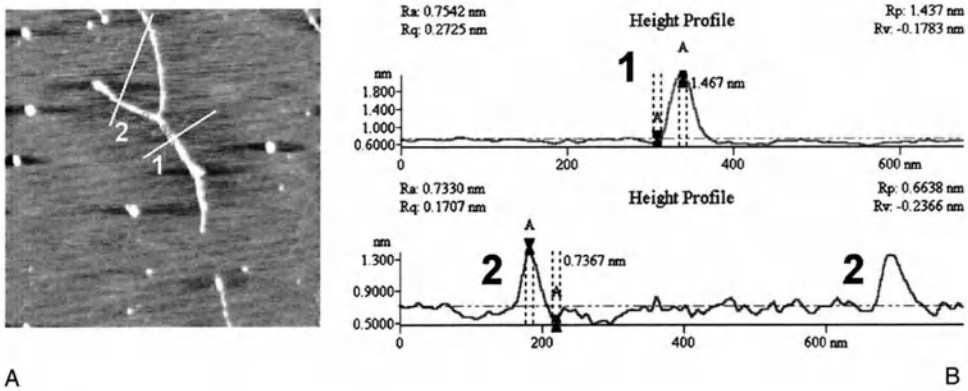 2
1
A
Ra: 0.7542 nm
Rq: 0.2725 nm
Height Profile
Rp: 1.437 nm
Rv: -0.1783 nm
1
A
nm
1.467 nm
1.800
1.400
1.000
0.6000
A
0
200
400
600 nm
Ra: 0.7330 nm
Rq: 0.1707 nm
Height Profile
Rp: 0.6638 nm
Rv: -0.2366 nm
A
nm
2
0.7367 nm
2
1.300
0.9000
0.5000
A
0
200
400
600 nm
B